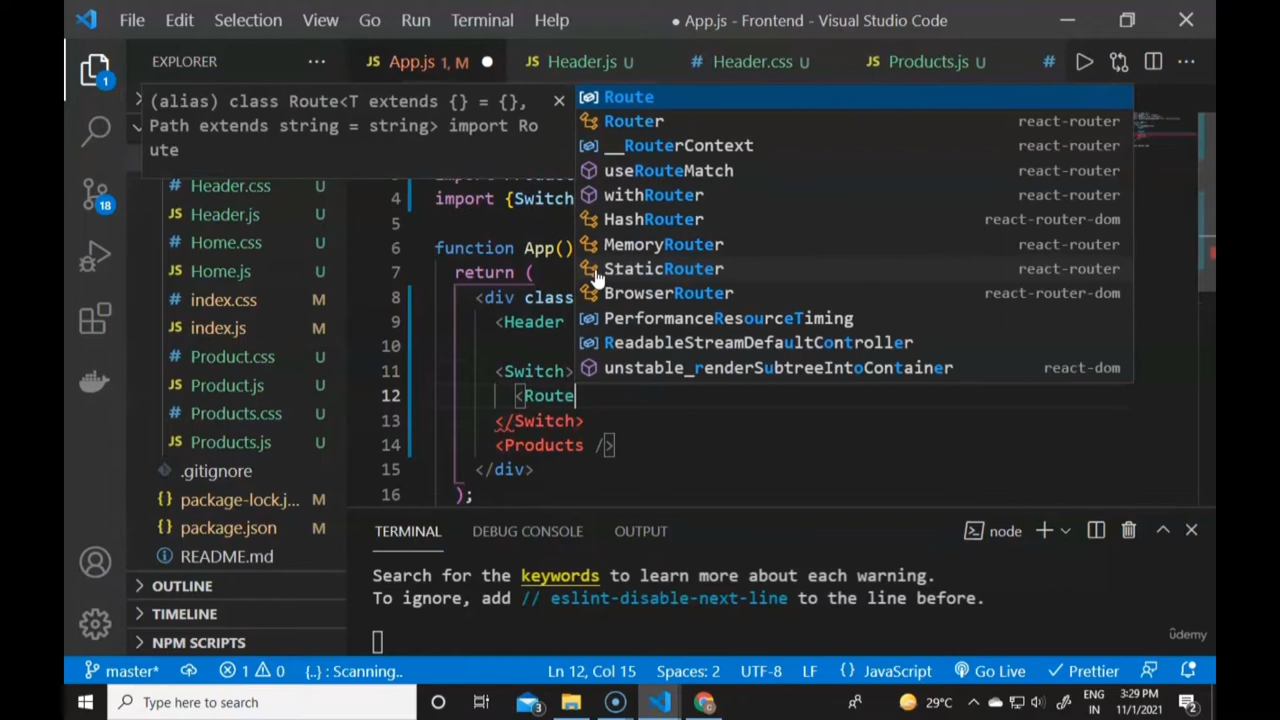 File Edit Selection View Go Run Terminal Help
● App.js - Frontend - Visual Studio Code
EXPLORER ···
JS App.js 1, M ●
JS Header.js U
# Header.css U
JS Products.js U
#
···
1
(alias) class Route<T extends {} = {},
Path extends string = string> import Ro
ute
Route
Router react-router
__RouterContext react-router
useRouteMatch react-router
withRouter react-router
HashRouter react-router-dom
MemoryRouter react-router
StaticRouter react-router
BrowserRouter react-router-dom
PerformanceResourceTiming
ReadableStreamDefaultController
unstable_renderSubtreeIntoContainer react-dom
18
# Header.css U
JS Header.js U
# Home.css U
JS Home.js U
# index.css M
JS index.js M
# Product.css U
JS Product.js U
# Products.css U
JS Products.js U
.gitignore
{} package-lock.j... M
{} package.json M
README.md
OUTLINE
TIMELINE
NPM SCRIPTS
4 import {Switch
5
6 function App()
7 return (
8 <div class
9 <Header
10
11 <Switch>
12 <Route
13 </Switch>
14 <Products />
15 </div>
16 );
TERMINAL DEBUG CONSOLE OUTPUT
node
Search for the keywords to learn more about each warning.
To ignore, add // eslint-disable-next-line to the line before.
udemy
master* 1 0 {..} : Scanning... Ln 12, Col 15 Spaces: 2 UTF-8 LF {} JavaScript Go Live Prettier
Type here to search
3
29°C
ENG
IN
3:29 PM
11/1/2021
2